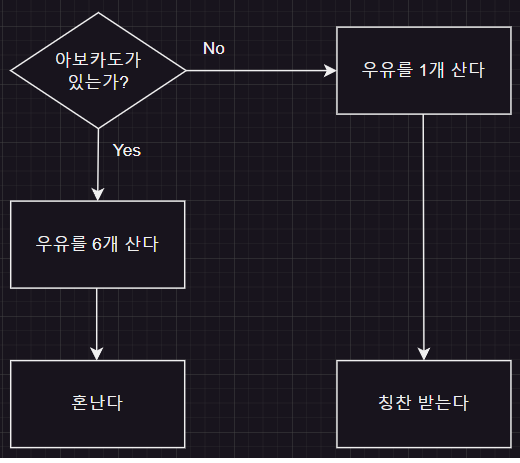 아보카도가
있는가?
No
우유를 1개 산다
Yes
우유를 6개 산다
혼난다
칭찬 받는다